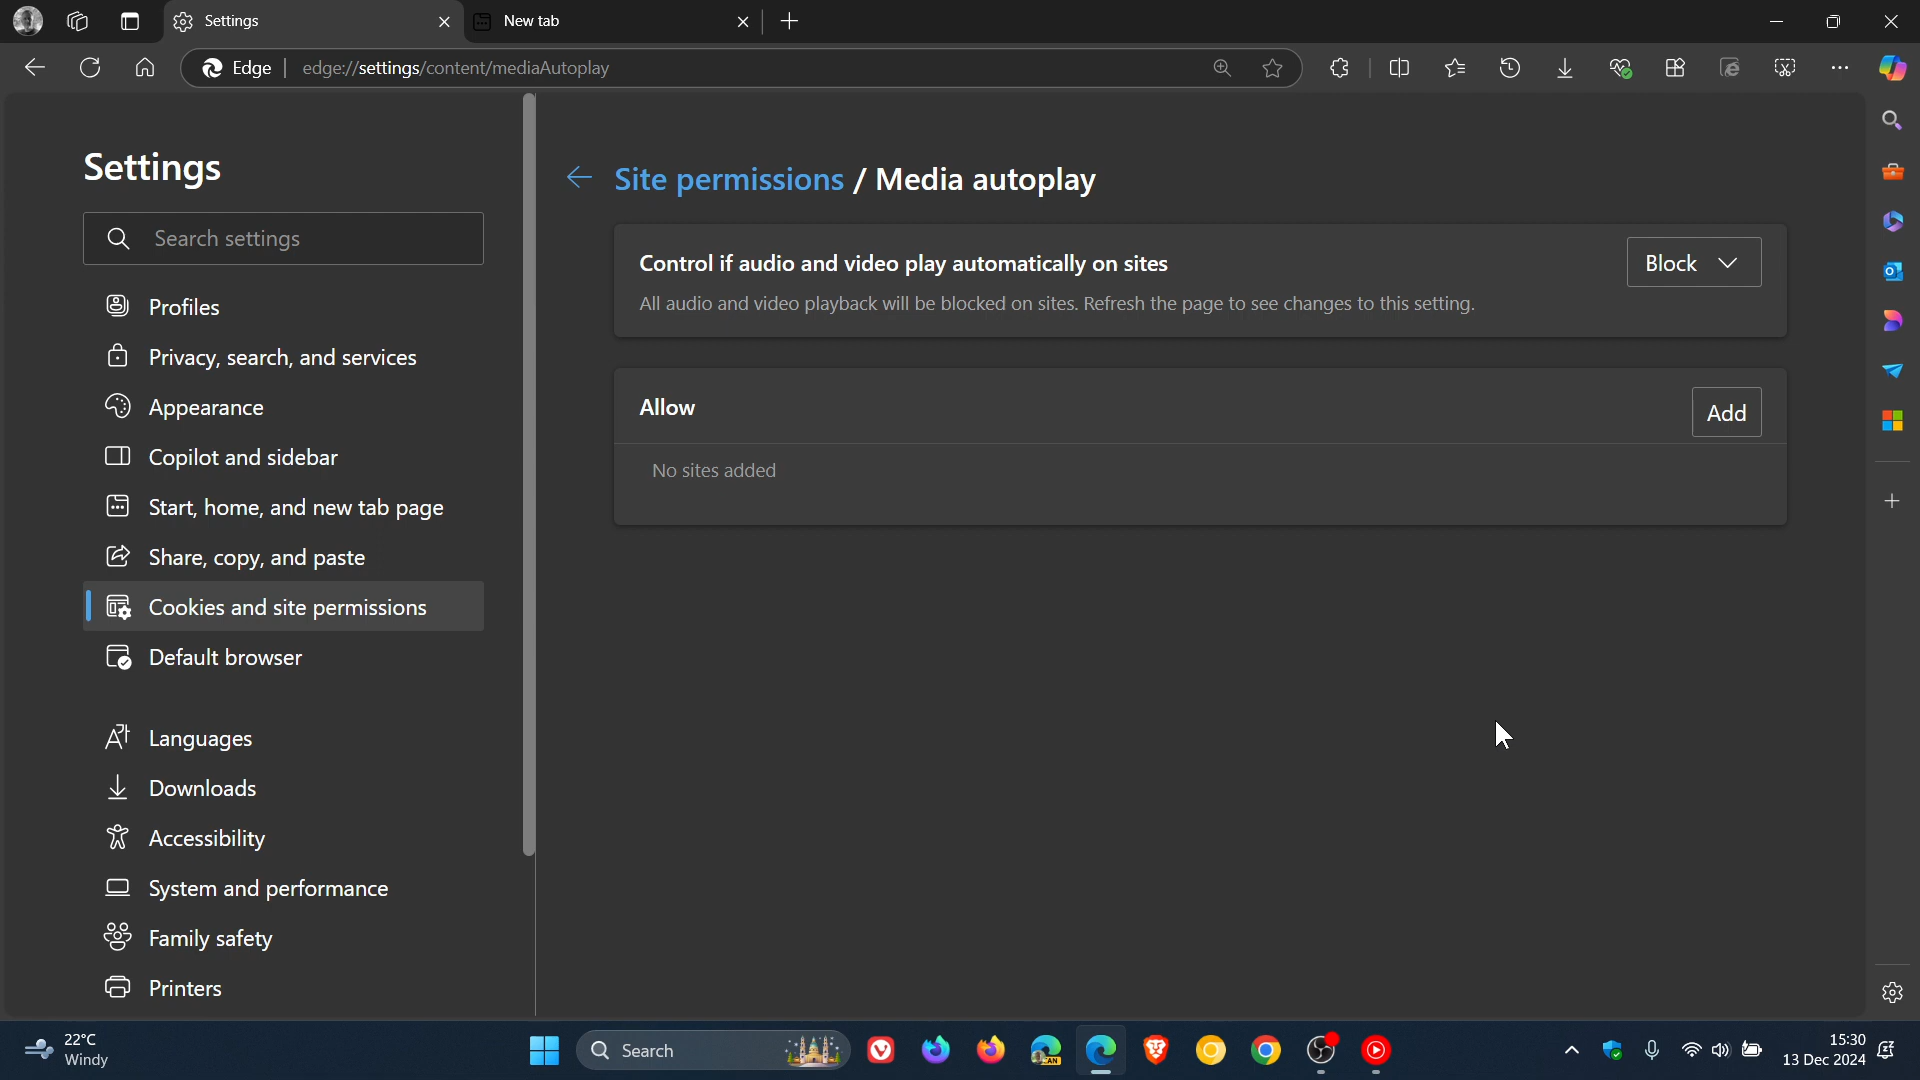 Settings
New tab
Edge
edge://settings/content/mediaAutoplay
Settings
Search settings
Profiles
Privacy, search, and services
Appearance
Copilot and sidebar
Start, home, and new tab page
Share, copy, and paste
Cookies and site permissions
Default browser
Languages
Downloads
Accessibility
System and performance
Family safety
Printers
Site permissions / Media autoplay
Control if audio and video play automatically on sites
Block
All audio and video playback will be blocked on sites. Refresh the page to see changes to this setting.
Allow
Add
No sites added
22°C
Windy
Search
CAN
15:30
13 Dec 2024